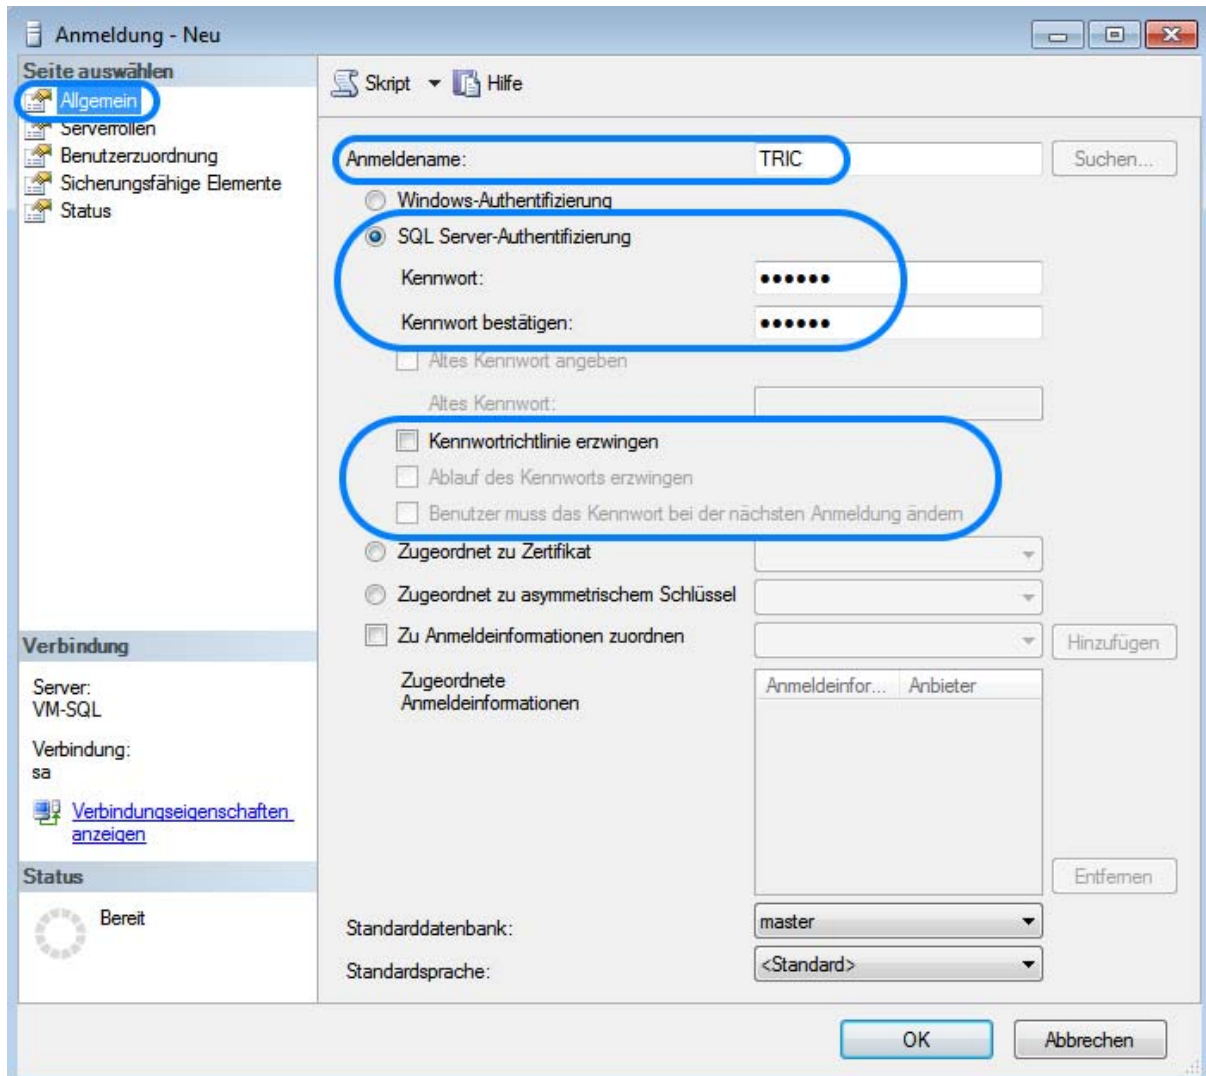 Anmeldung - Neu
Seite auswählen
Allgemein
Serverrollen
Benutzerzuordnung
Sicherungsfähige Elemente
Status
Verbindung
Server:
VM-SQL
Verbindung:
sa
Verbindungseigenschaften
anzeigen
Status
Bereit
Skript Hilfe
Anmeldename: TRIC Suchen...
Windows-Authentifizierung
SQL Server-Authentifizierung
Kennwort: ●●●●●●
Kennwort bestätigen: ●●●●●●
Altes Kennwort angeben
Altes Kennwort:
Kennwortrichtlinie erzwingen
Ablauf des Kennworts erzwingen
Benutzer muss das Kennwort bei der nächsten Anmeldung ändern
Zugeordnet zu Zertifikat
Zugeordnet zu asymmetrischem Schlüssel
Zu Anmeldeinformationen zuordnen Hinzufügen
Zugeordnete
Anmeldeinformationen
Anmeldeinfor... Anbieter
Entfernen
Standarddatenbank: master
Standardsprache: <Standard>
OK Abbrechen